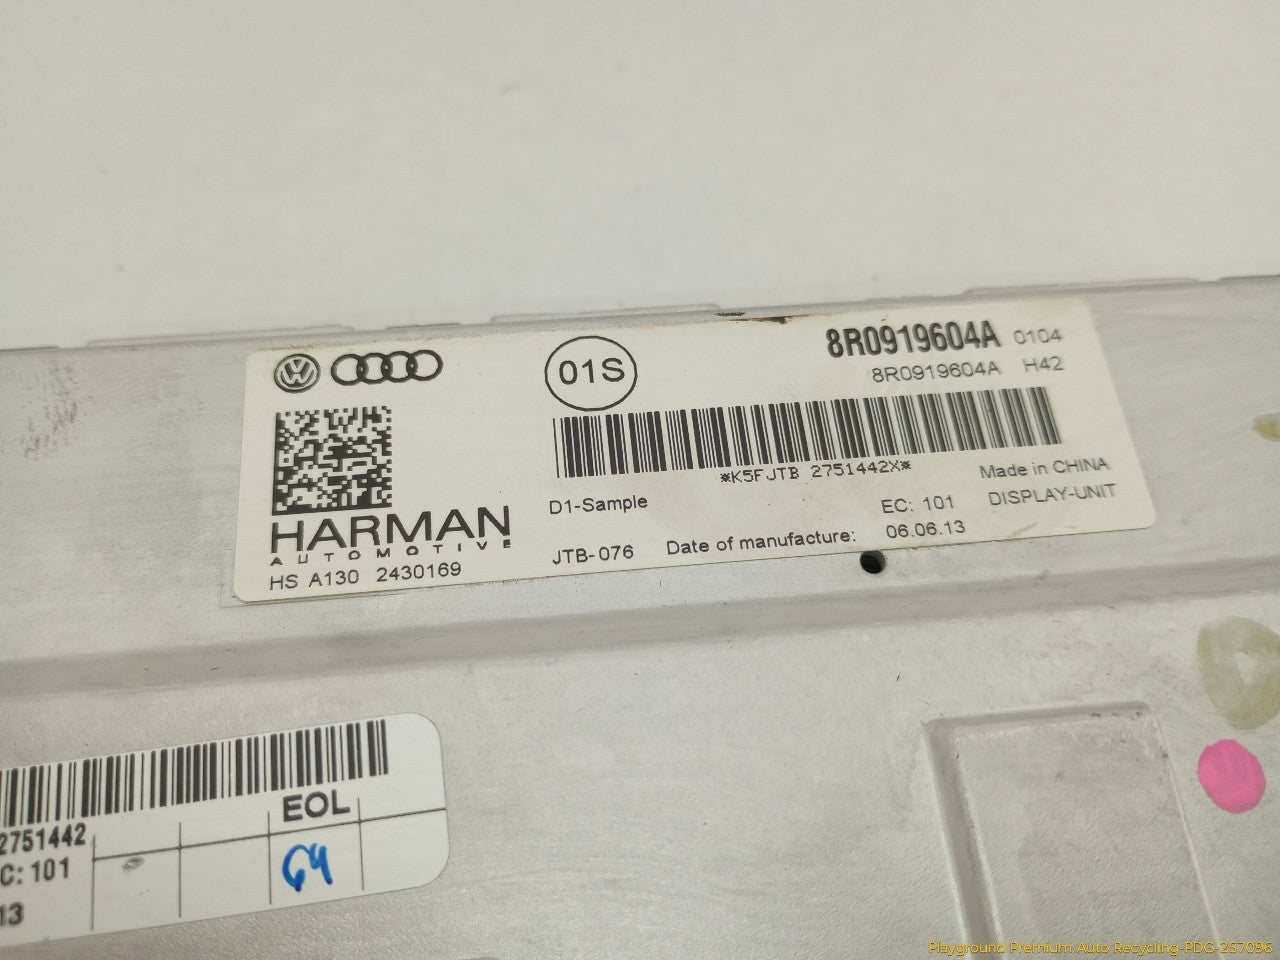 01S
8R0919604A 0104
8R0919604A H42
*K5FJTB 2751442X*
Made in CHINA
D1-Sample
EC: 101
DISPLAY-UNIT
HARMAN
AUTOMOTIVE
JTB-076
Date of manufacture: 06.06.13
HS A130 2430169
EOL
2751442
C: 101
64
13
Playground Premium Auto Recycling-PDG-257096